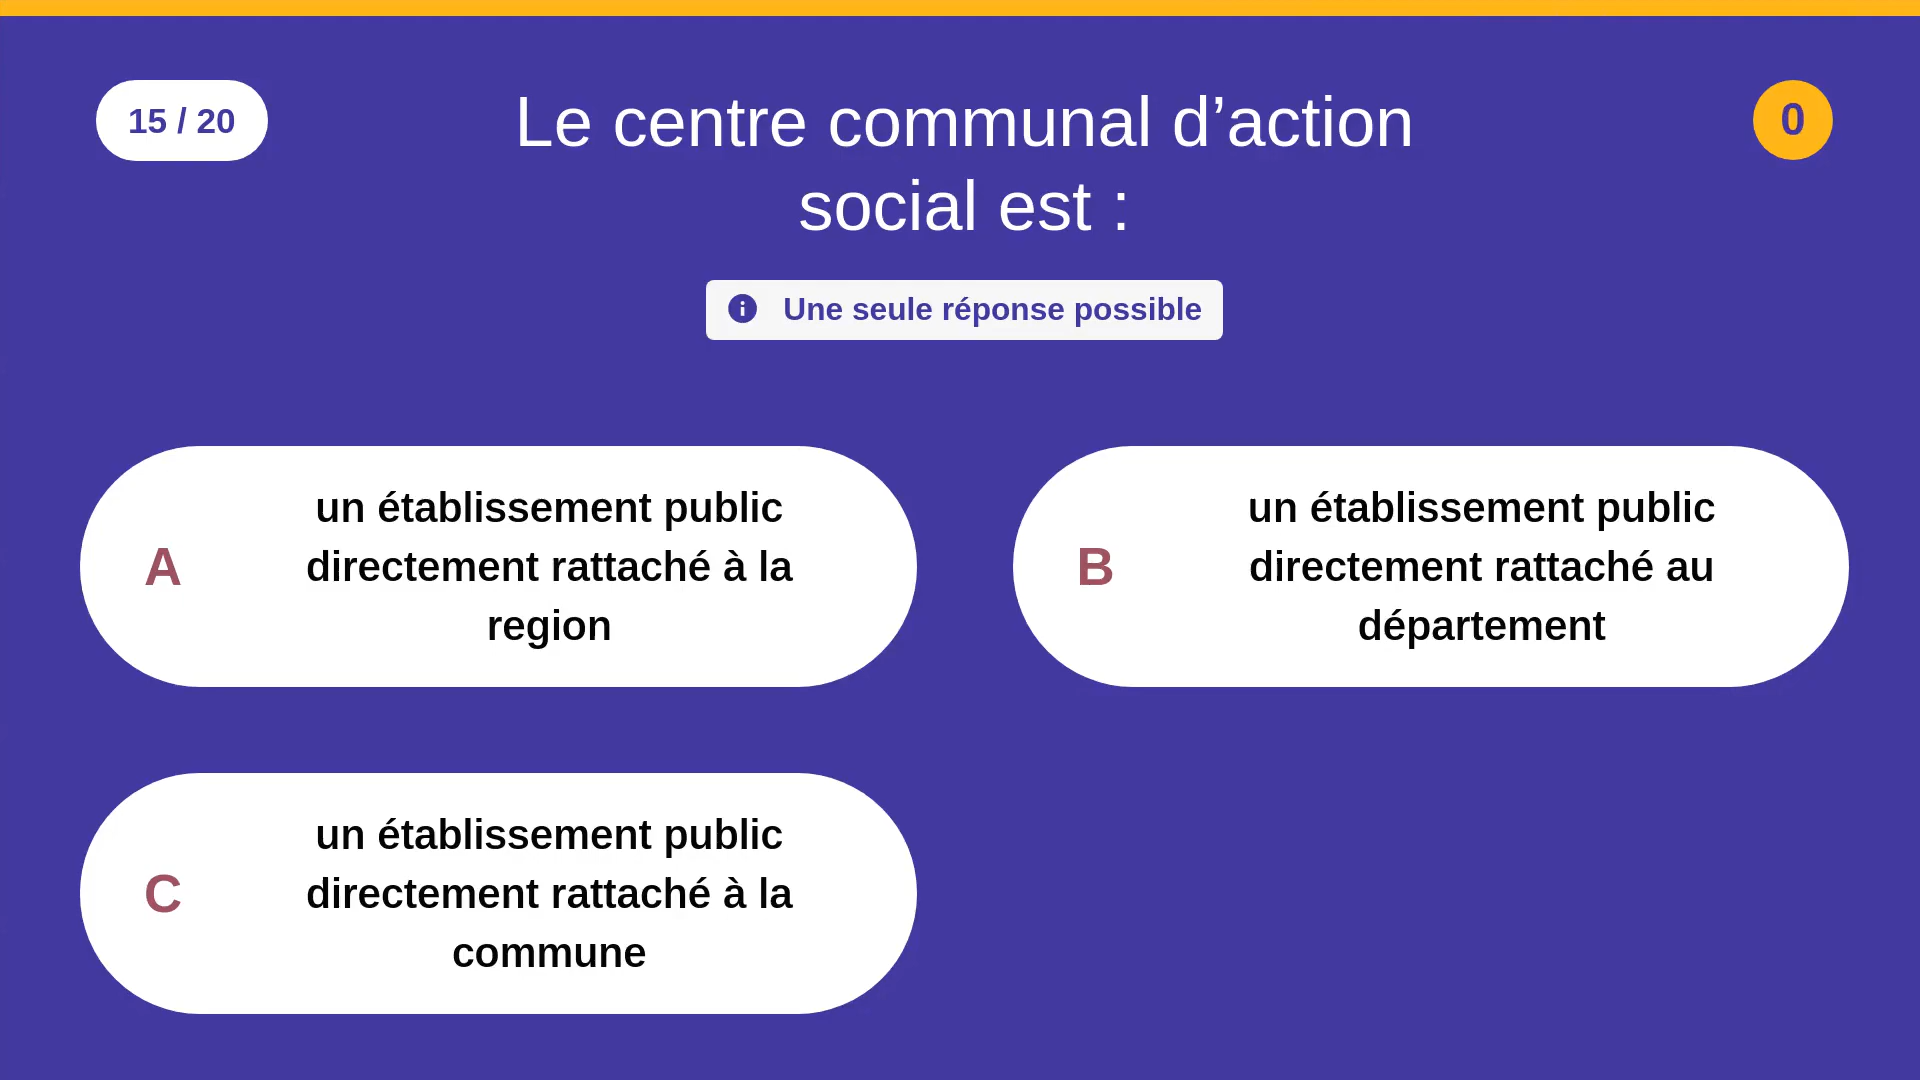 15 / 20
Le centre communal d’action
social est :
0
Une seule réponse possible
A
un établissement public
directement rattaché à la
region
B
un établissement public
directement rattaché au
département
C
un établissement public
directement rattaché à la
commune